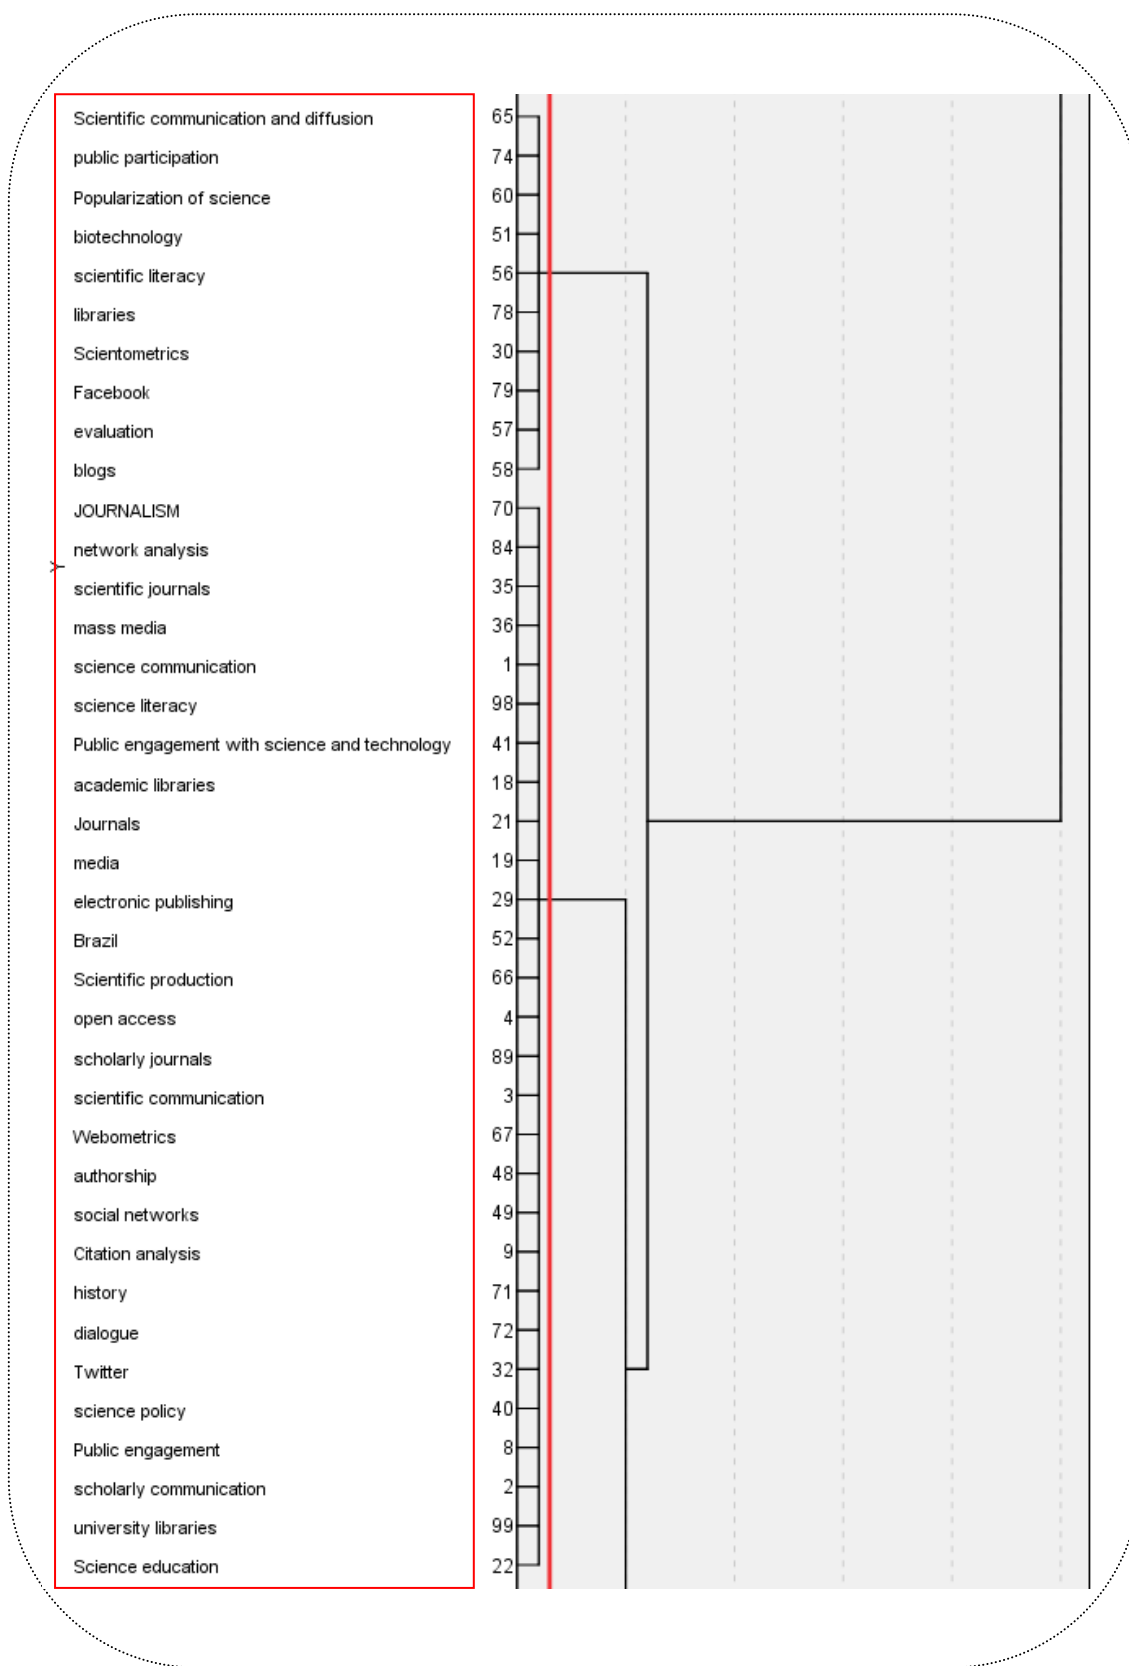 Scientific communication and diffusion 65
public participation 74
Popularization of science 60
biotechnology 51
scientific literacy 56
libraries 78
Scientometrics 30
Facebook 79
evaluation 57
blogs 58
JOURNALISM 70
network analysis 84
Y
scientific journals 35
mass media 36
science communication 1
science literacy 98
Public engagement with science and technology 41
academic libraries 18
Journals 21
media 19
electronic publishing 29
Brazil 52
Scientific production 66
open access 4
scholarly journals 89
scientific communication 3
Webometrics 67
authorship 48
social networks 49
Citation analysis 9
history 71
dialogue 72
Twitter 32
science policy 40
Public engagement 8
scholarly communication 2
university libraries 99
Science education 22